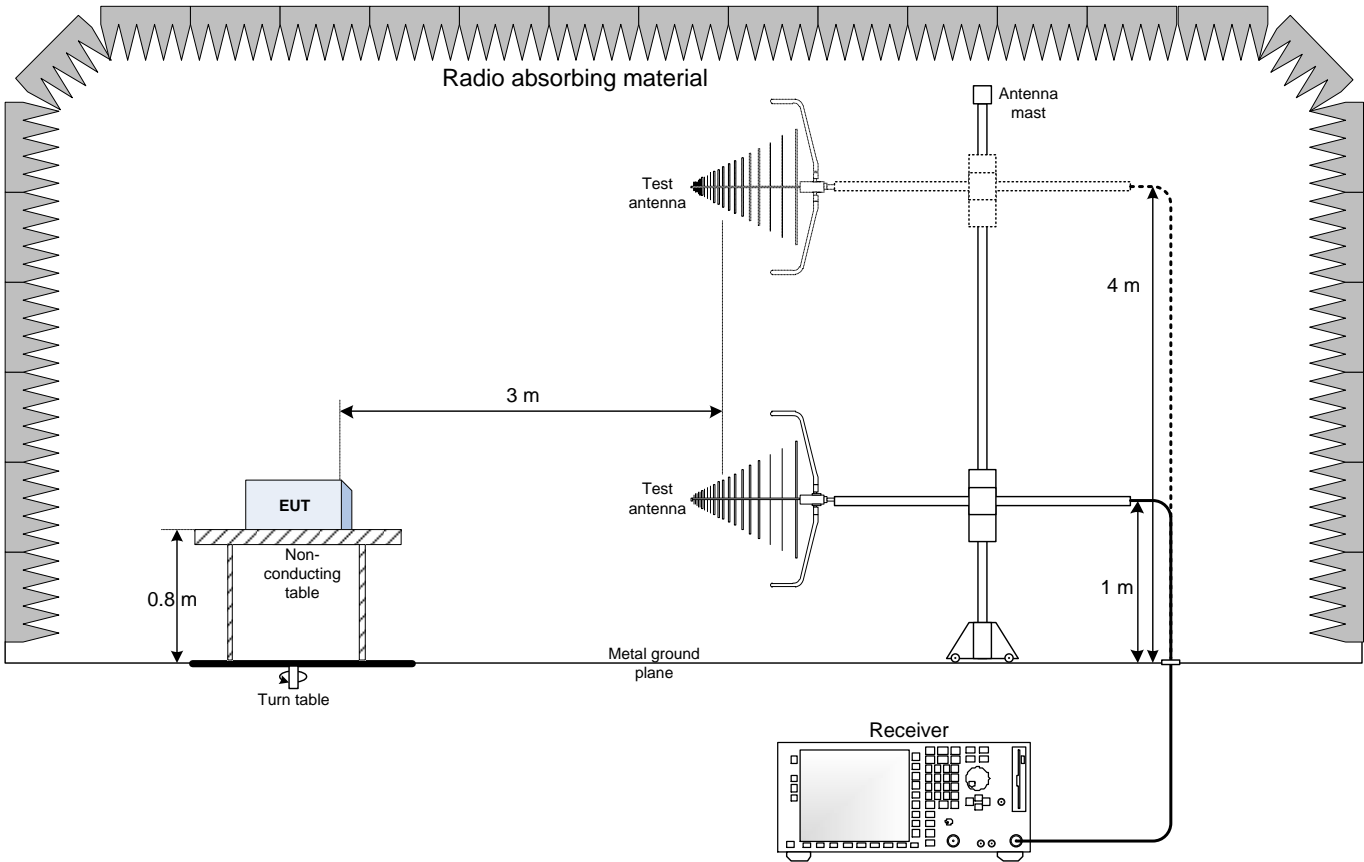 Radio absorbing material
Antenna
mast
Test
antenna
4 m
3 m
Test
antenna
EUT
Non-
conducting
table
0.8 m
1 m
Metal ground
plane
Turn table
Receiver